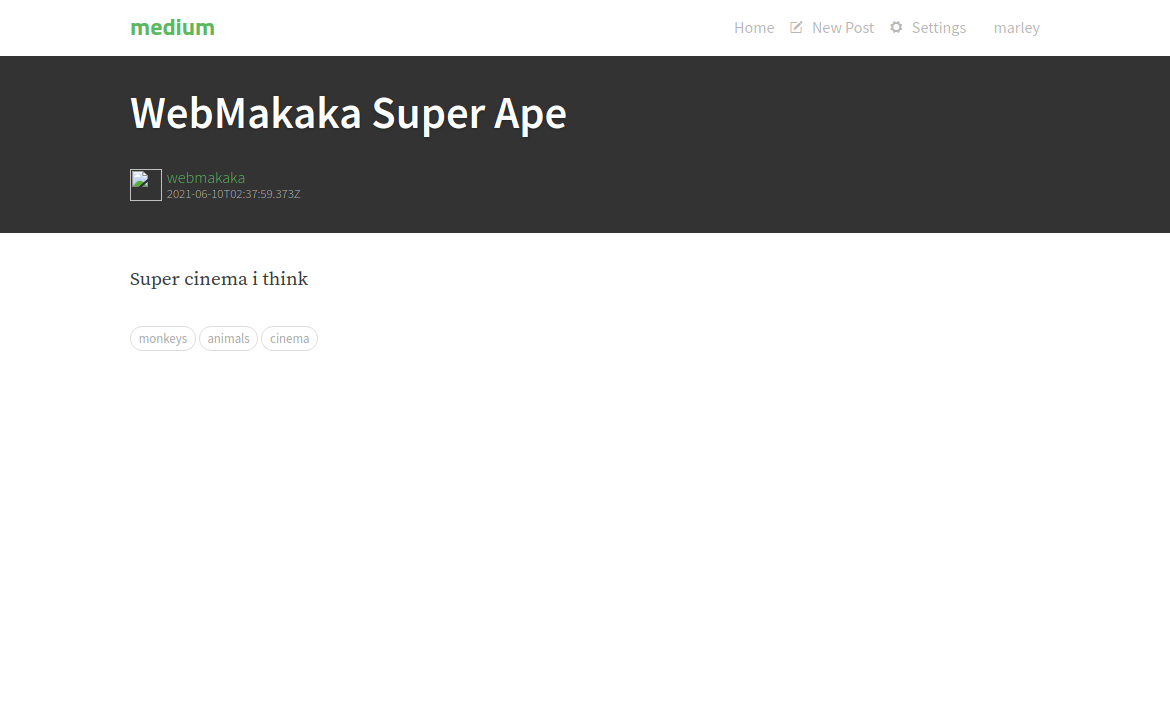 medium
Home New Post Settings marley
WebMakaka Super Ape
webmakaka
2021-06-10T02:37:59.373Z
Super cinema i think
monkeys animals cinema